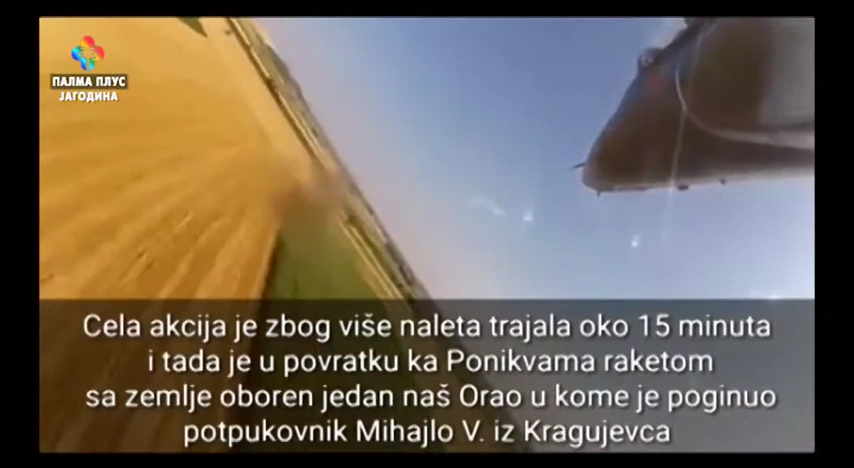 ПАЛМА ПЛУС
ЈАГОДИНА
Cela akcija je zbog više naleta trajala oko 15 minuta
i tada je u povratku ka Ponikvama raketom
sa zemlje oboren jedan naš Orao u kome je poginuo
potpukovnik Mihajlo V. iz Kragujevca